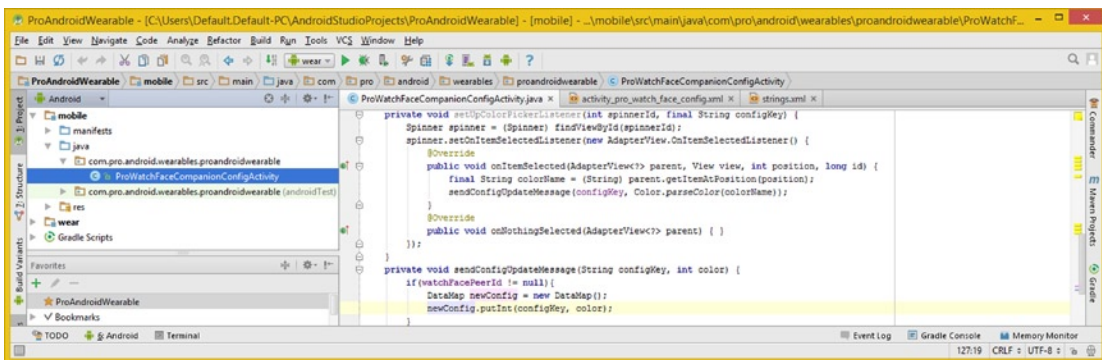 ProAndroidWearable - [C:\Users\Default.Default-PC\AndroidStudioProjects\ProAndroidWearable] - [mobile] - ...\mobile\src\main\java\com\pro\android\wearables\proandroidwearable\ProWatchF...
File Edit View Navigate Code Analyze Refactor Build Run Tools VCS Window Help
wear
ProAndroidWearable mobile src main java com pro android wearables proandroidwearable ProWatchFaceCompanionConfigActivity
Android
ProWatchFaceCompanionConfigActivity.java × activity_pro_watch_face_config.xml × strings.xml ×
1: Project
Z: Structure
Build Variants
mobile
manifests
java
com.pro.android.wearables.proandroidwearable
ProWatchFaceCompanionConfigActivity
com.pro.android.wearables.proandroidwearable (androidTest)
res
wear
Gradle Scripts
Favorites
ProAndroidWearable
Bookmarks
private void setUpColorPickerListener(int spinnerId, final String configKey) {
Spinner spinner = (Spinner) findViewById(spinnerId);
spinner.setOnItemSelectedListener(new AdapterView.OnItemSelectedListener() {
@Override
public void onItemSelected(AdapterView<?> parent, View view, int position, long id) {
final String colorName = (String) parent.getItemAtPosition(position);
sendConfigUpdateMessage(configKey, Color.parseColor(colorName));
}
@Override
public void onNothingSelected(AdapterView<?> parent) { }
});
}
private void sendConfigUpdateMessage(String configKey, int color) {
if(watchFacePeerId != null){
DataMap newConfig = new DataMap();
newConfig.putInt(configKey, color);
}
Commander
m Maven Projects
Gradle
TODO 6: Android Terminal Event Log Gradle Console Memory Monitor
127:19 CRLF UTF-8